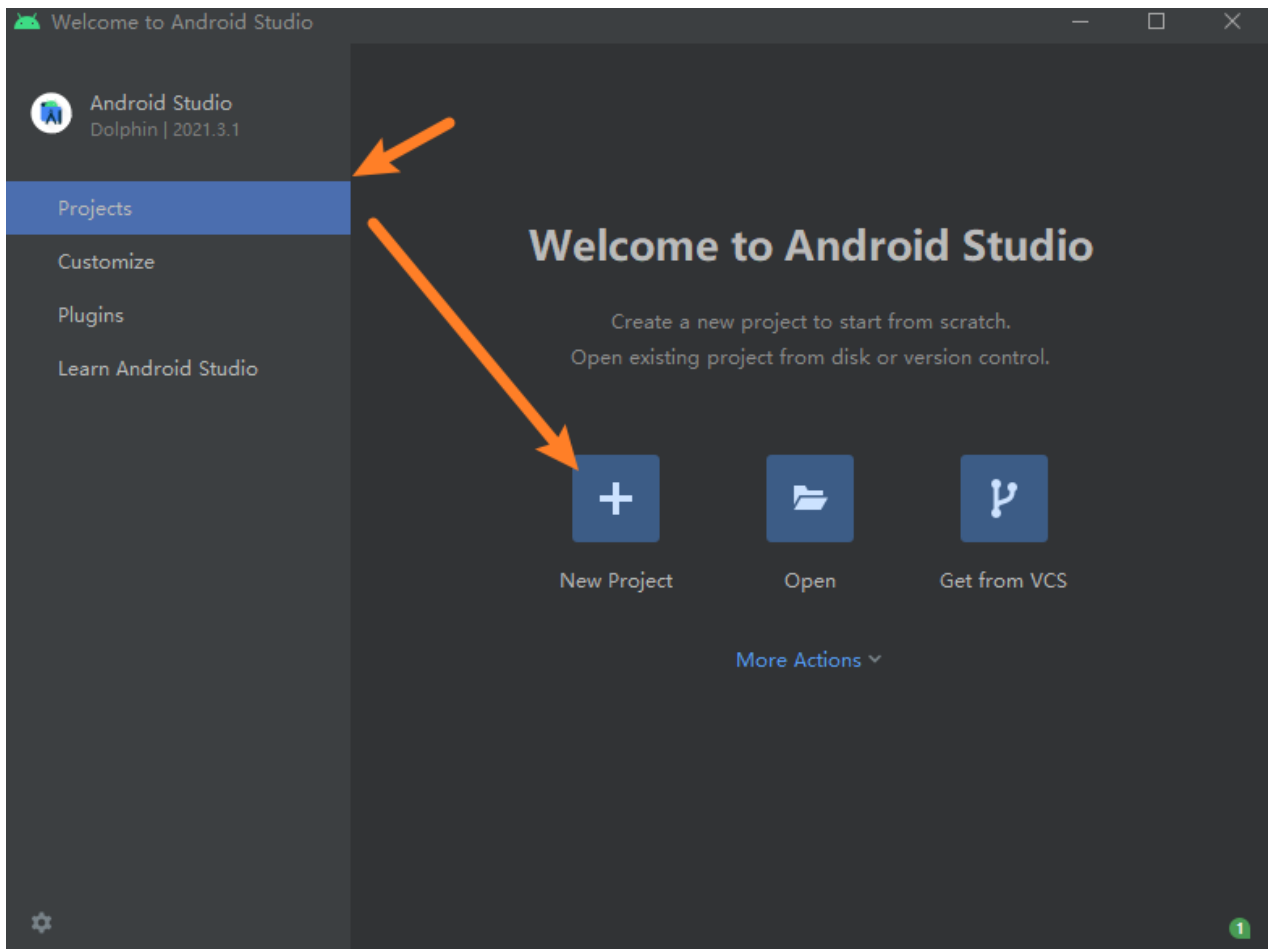 Welcome to Android Studio
Android Studio
Dolphin | 2021.3.1
Projects
Customize
Plugins
Learn Android Studio
Welcome to Android Studio
Create a new project to start from scratch.
Open existing project from disk or version control.
New Project
Open
Get from VCS
More Actions
1